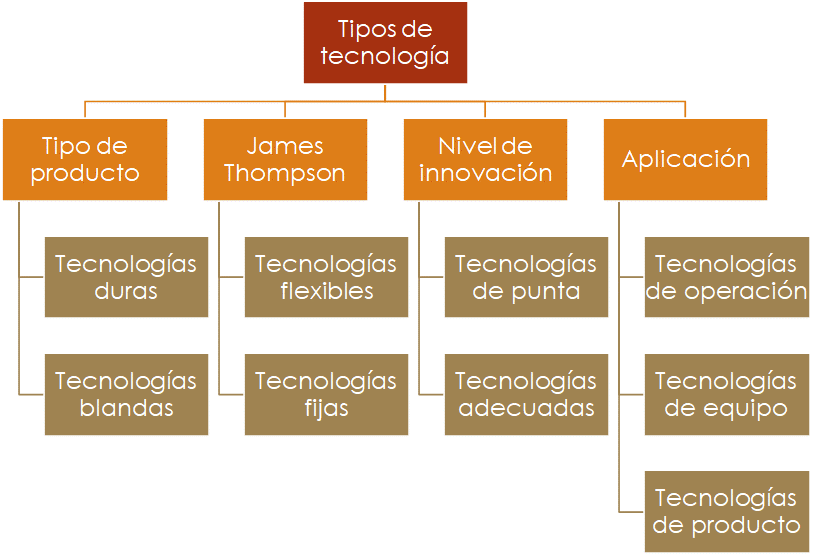 Tipos de
tecnología
Tipo de
producto
James
Thompson
Nivel de
innovación
Aplicación
Tecnologías
duras
Tecnologías
blandas
Tecnologías
flexibles
Tecnologías
fijas
Tecnologías
de punta
Tecnologías
adecuadas
Tecnologías
de operación
Tecnologías
de equipo
Tecnologías
de producto